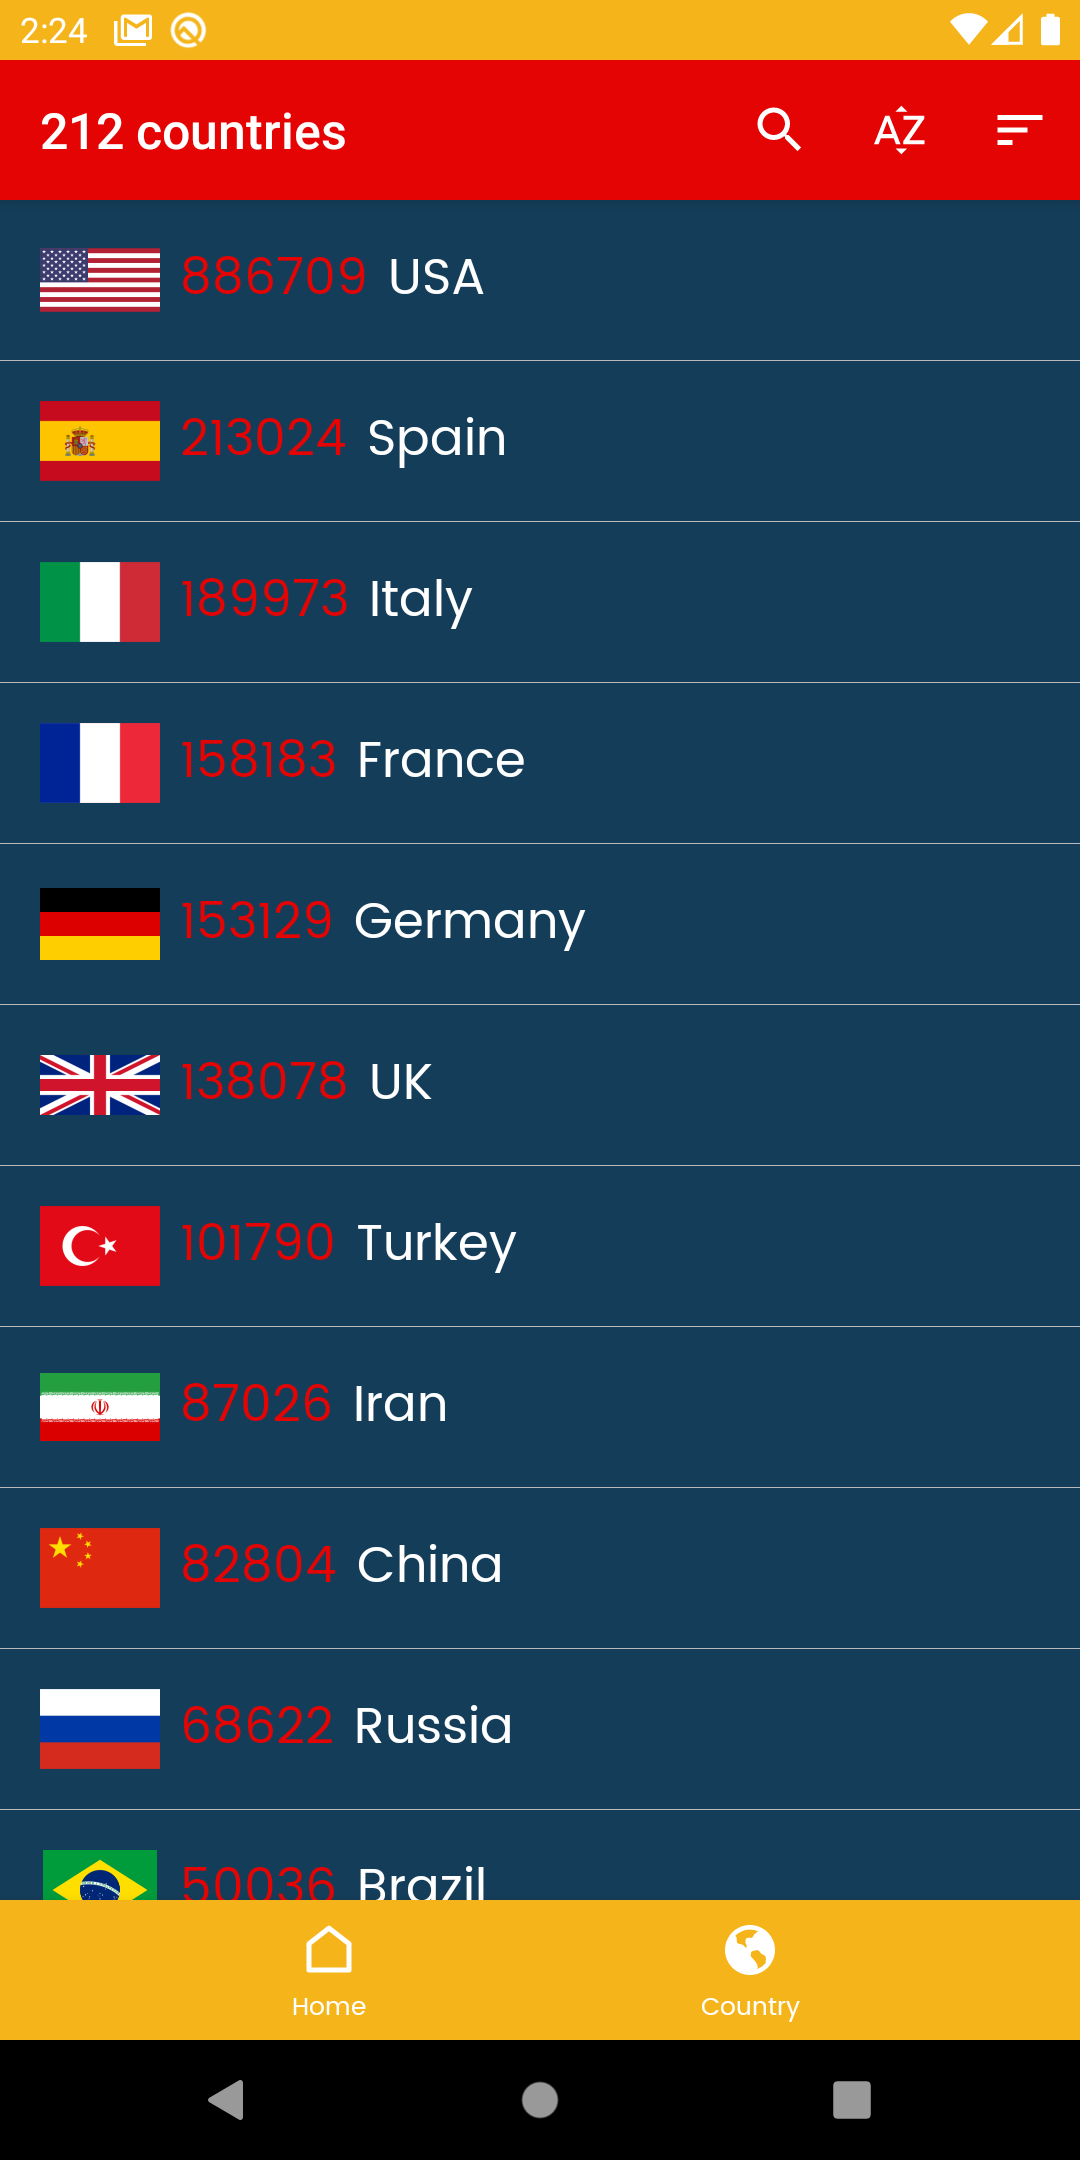 2:24
212 countries
AZ
886709 USA
213024 Spain
189973 Italy
158183 France
153129 Germany
138078 UK
101790 Turkey
87026 Iran
82804 China
68622 Russia
50036 Brazil
Home
Country